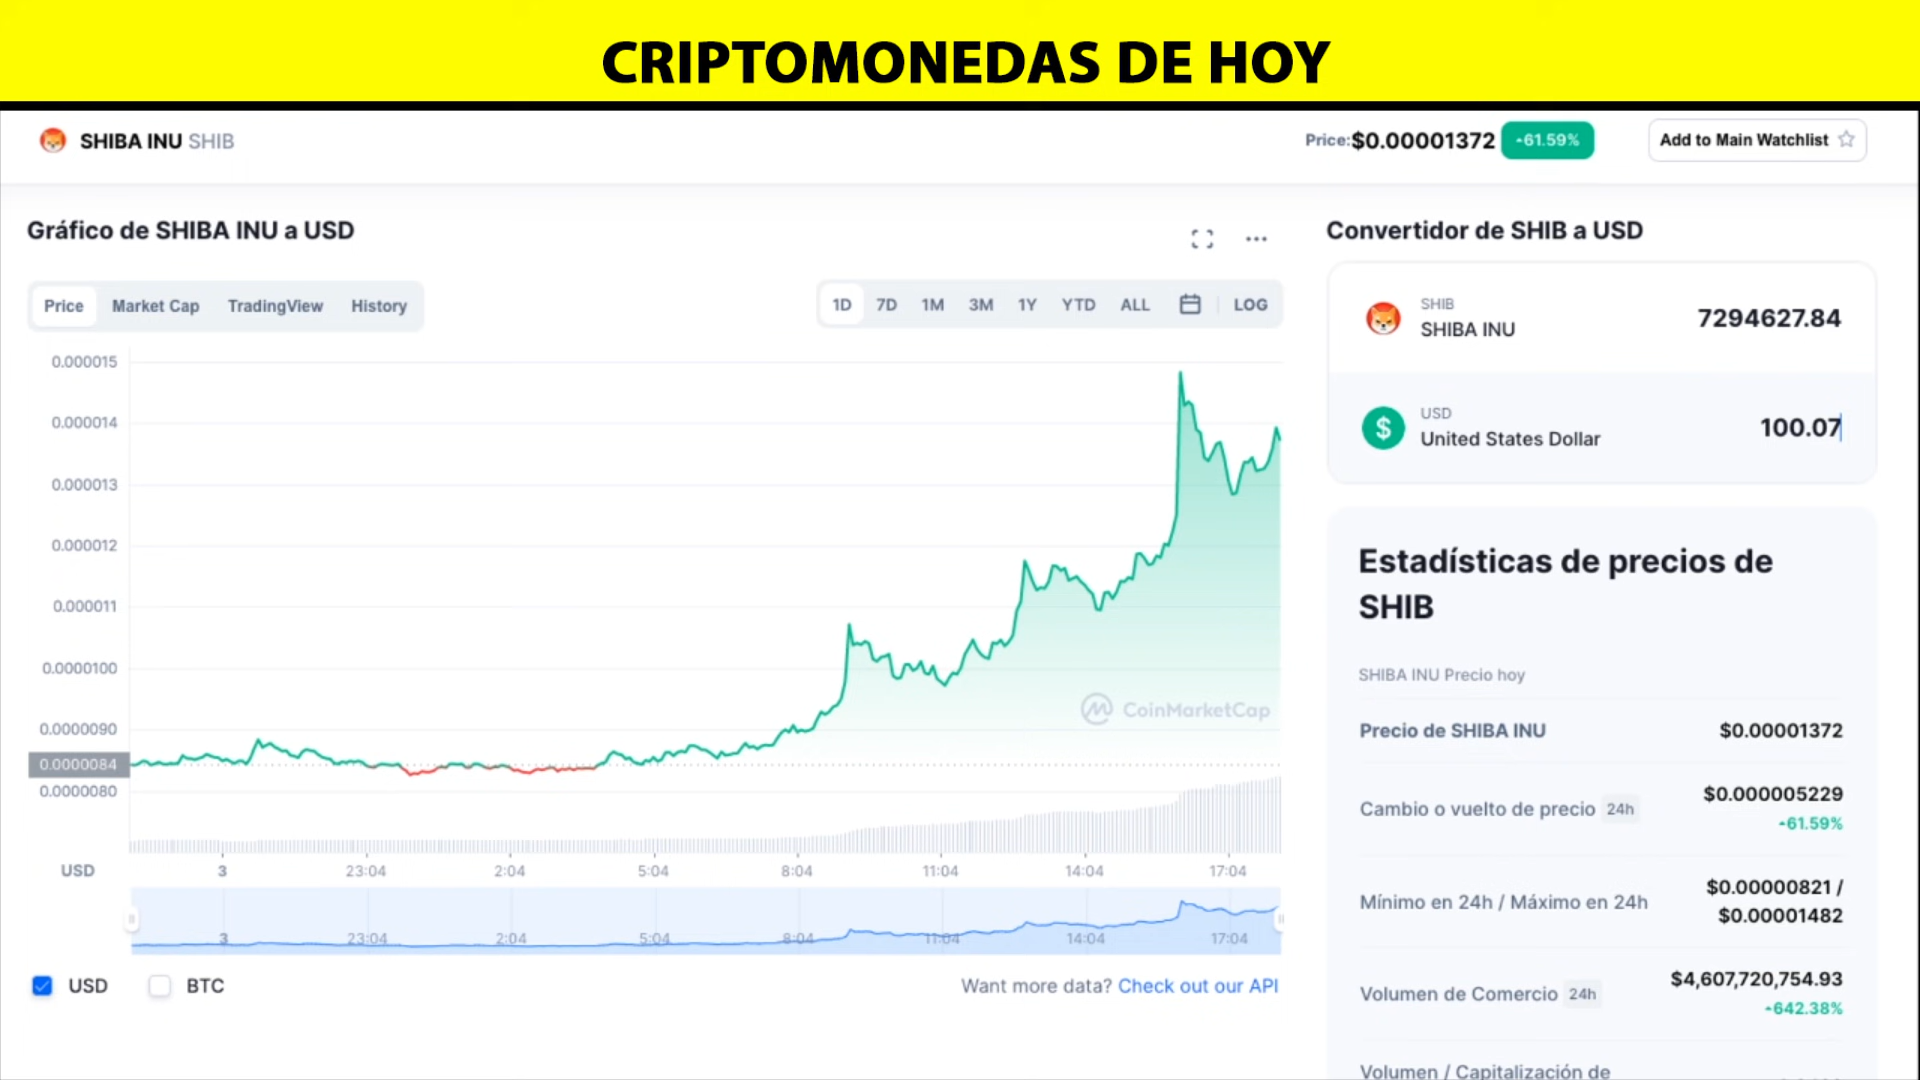 CRIPTOMONEDAS DE HOY
SHIBA INU SHIB
Price:$0.00001372
61.59%
Add to Main Watchlist
Gráfico de SHIBA INU a USD
Price Market Cap TradingView History
1D 7D 1M 3M 1Y YTD ALL LOG
0.000015
0.000014
0.000013
0.000012
0.000011
0.0000100
0.0000090
0.0000084
0.0000080
CoinMarketCap
USD 3 23:04 2:04 5:04 8:04 11:04 14:04 17:04
3 23:04 2:04 5:04 8:04 11:04 14:04 17:04
USD BTC
Want more data? Check out our API
Convertidor de SHIB a USD
SHIB
SHIBA INU
7294627.84
$
USD
United States Dollar
100.07
Estadísticas de precios de
SHIB
SHIBA INU Precio hoy
Precio de SHIBA INU $0.00001372
Cambio o vuelto de precio 24h
$0.000005229
61.59%
Mínimo en 24h / Máximo en 24h
$0.00000821 /
$0.00001482
Volumen de Comercio 24h
$4,607,720,754.93
642.38%
Volumen / Capitalización de